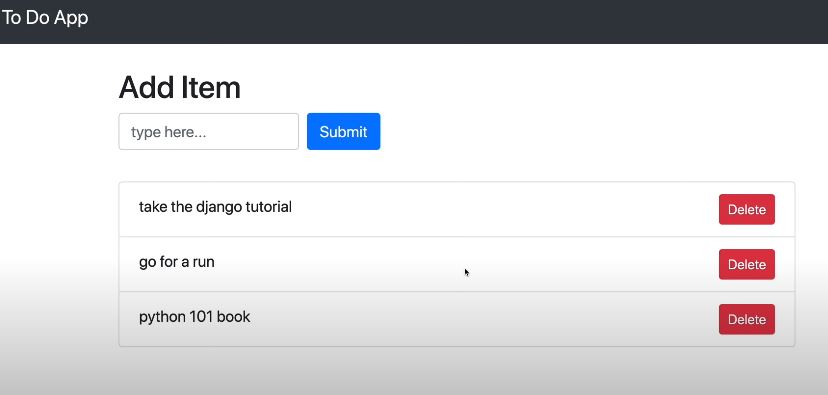 To Do App
Add Item
type here...
Submit
take the django tutorial
Delete
go for a run
Delete
python 101 book
Delete